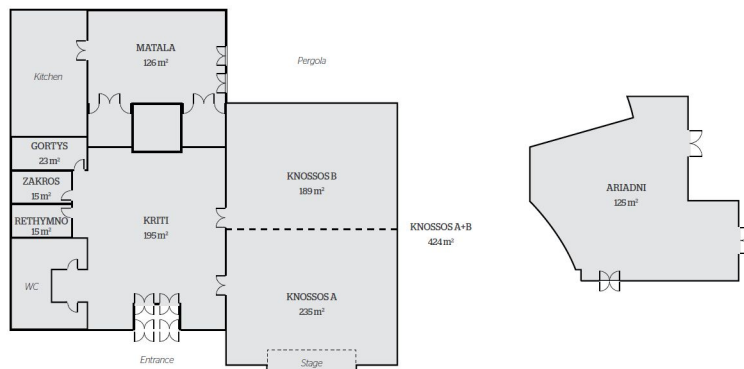 MATALA
126 m²
Kitchen
Pergola
GORTYS
23 m²
ZAKROS
15 m²
RETHYMNO
15 m²
KRITI
195 m²
KNOSSOS B
189 m²
KNOSSOS A+B
424 m²
KNOSSOS A
235 m²
WC
Entrance
Stage
ARIADNI
125 m²